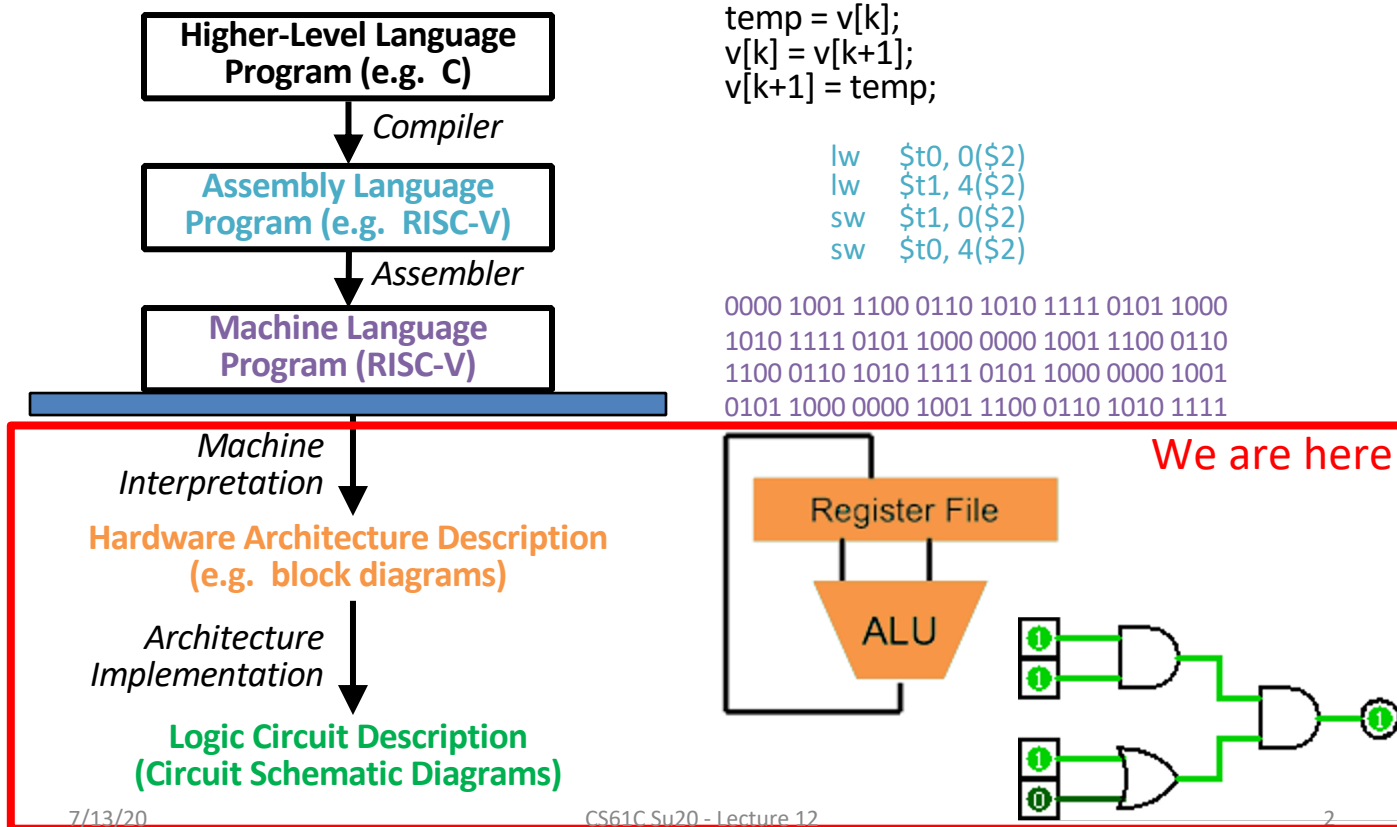 Higher-Level Language
Program (e.g. C)
Compiler
Assembly Language
Program (e.g. RISC-V)
Assembler
Machine Language
Program (RISC-V)
temp = v[k];
v[k] = v[k+1];
v[k+1] = temp;
lw $t0, 0($2)
lw $t1, 4($2)
sw $t1, 0($2)
sw $t0, 4($2)
0000 1001 1100 0110 1010 1111 0101 1000
1010 1111 0101 1000 0000 1001 1100 0110
1100 0110 1010 1111 0101 1000 0000 1001
0101 1000 0000 1001 1100 0110 1010 1111
We are here
Machine
Interpretation
Hardware Architecture Description
(e.g. block diagrams)
Architecture
Implementation
Logic Circuit Description
(Circuit Schematic Diagrams)
Register File
ALU
1
1
1
0
1
7/13/20
CS61C Su20 - Lecture 12
2